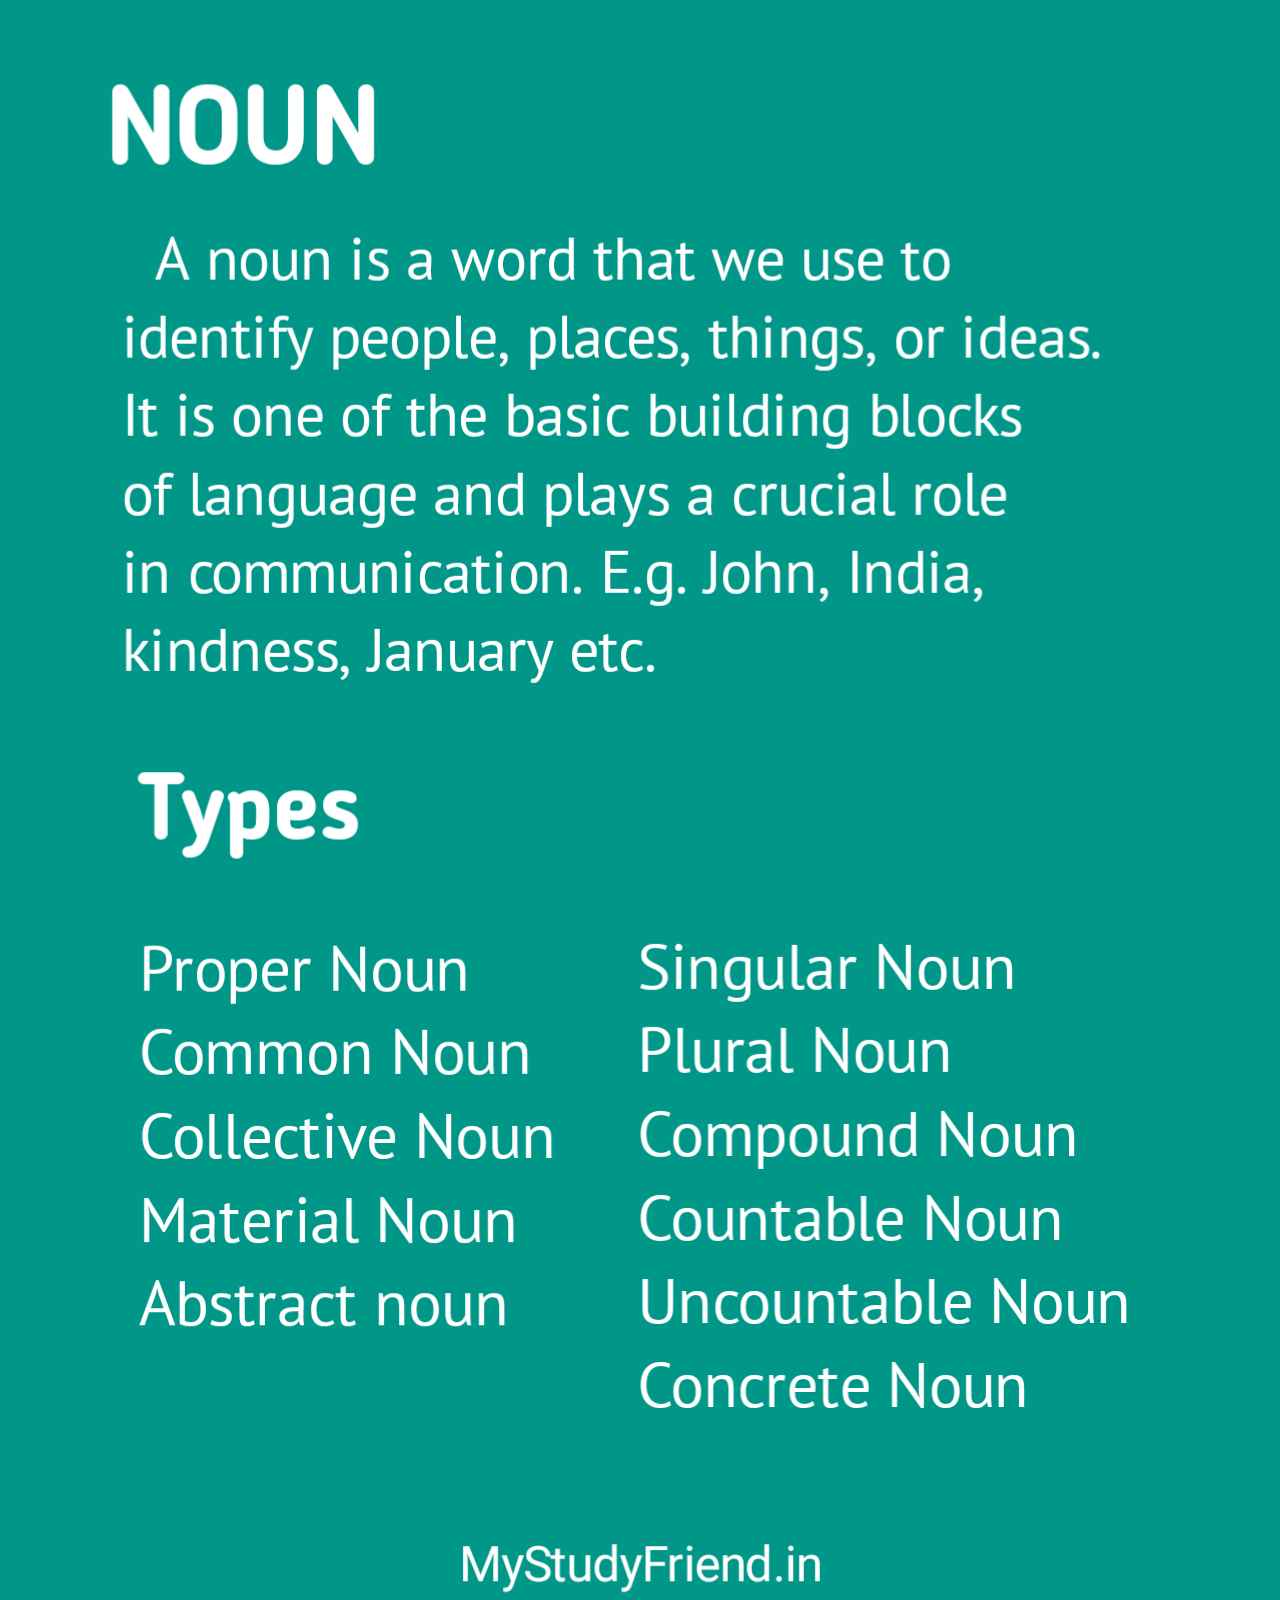 NOUN
A noun is a word that we use to
identify people, places, things, or ideas.
It is one of the basic building blocks
of language and plays a crucial role
in communication. E.g. John, India,
kindness, January etc.
Types
Proper Noun
Common Noun
Collective Noun
Material Noun
Abstract noun
Singular Noun
Plural Noun
Compound Noun
Countable Noun
Uncountable Noun
Concrete Noun
MyStudyFriend.in